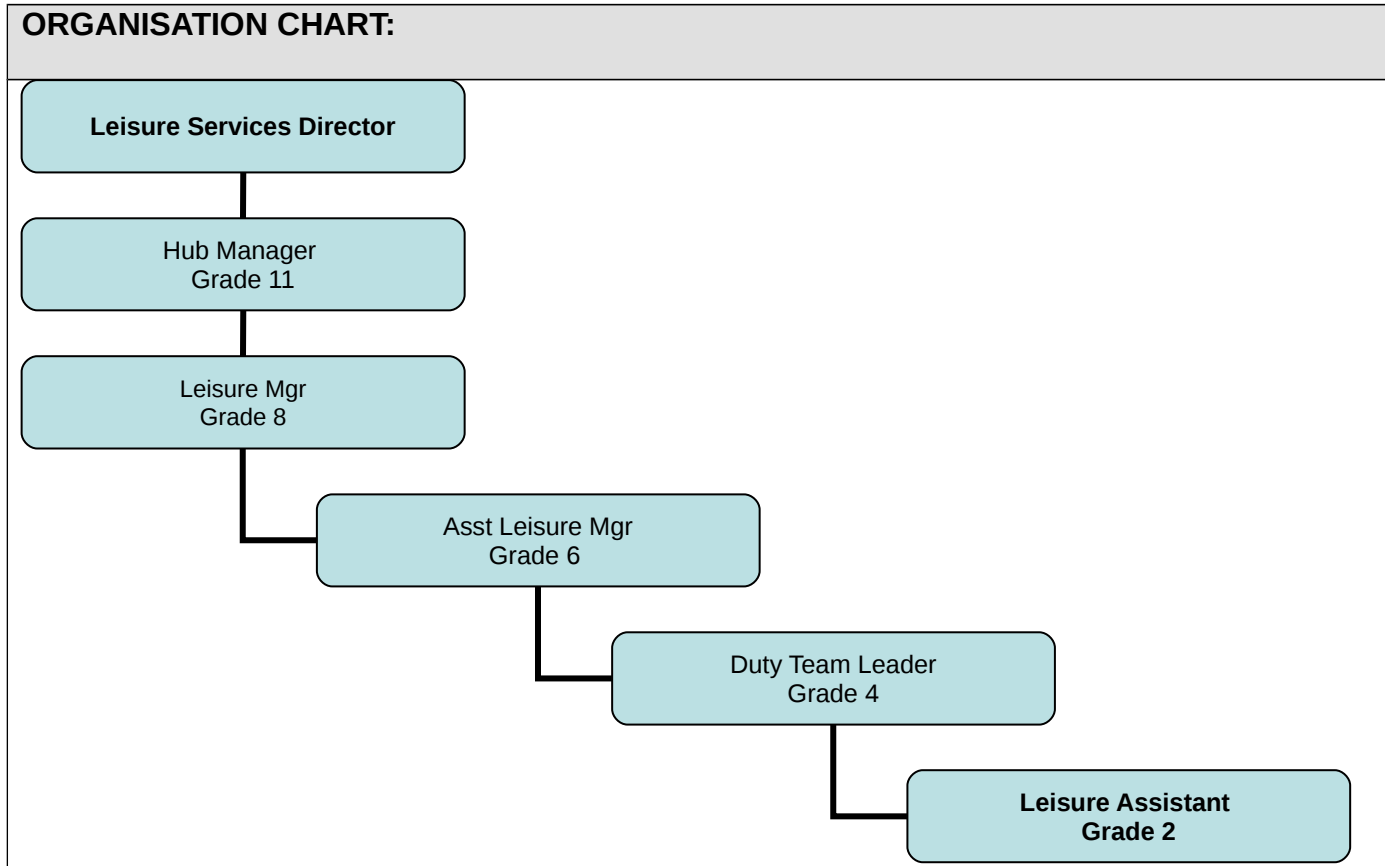 ORGANISATION CHART:
Leisure Services Director
Hub Manager
Grade 11
Leisure Mgr
Grade 8
Asst Leisure Mgr
Grade 6
Duty Team Leader
Grade 4
Leisure Assistant
Grade 2